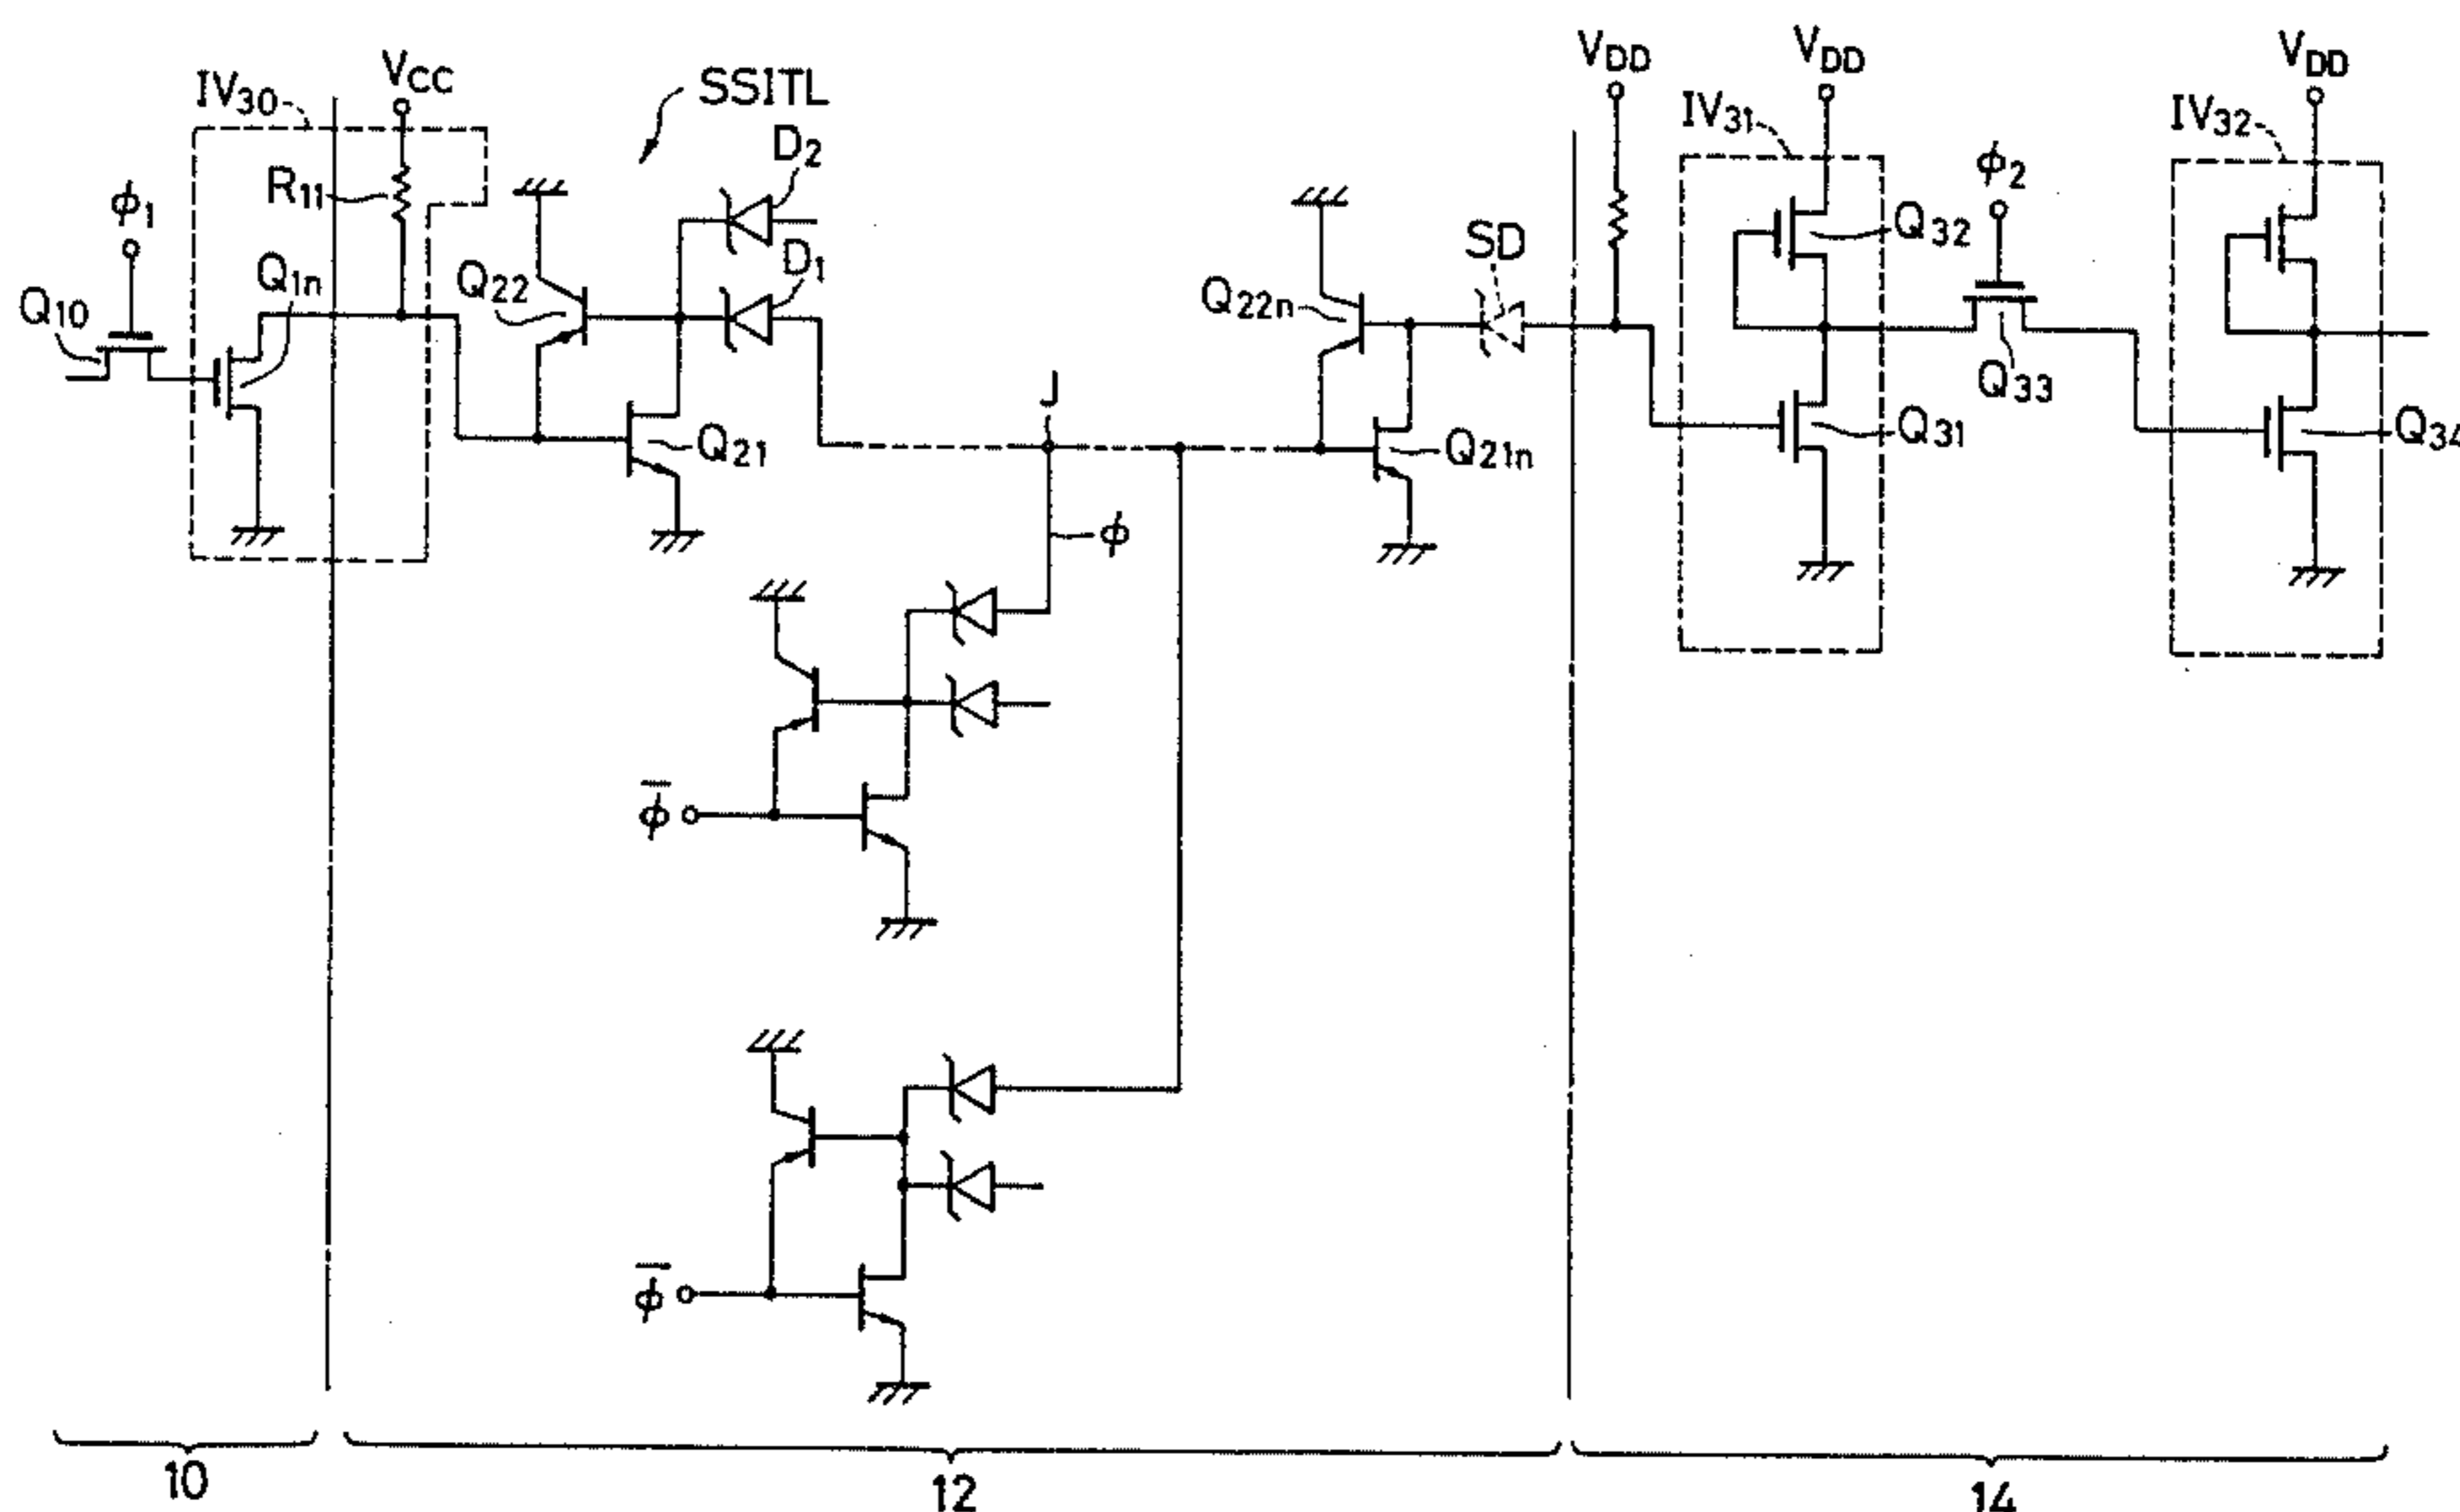 IV30
VCC
SSITL
D2
VDD
VDD
VDD
IV31
IV32
R11
φ1
φ2
Q10
Q1n
Q22
D1
SD
Q32
Q22n
J
Q33
Q21
Q21n
Q31
Q34
φ
φ̅
φ̅
10
12
14